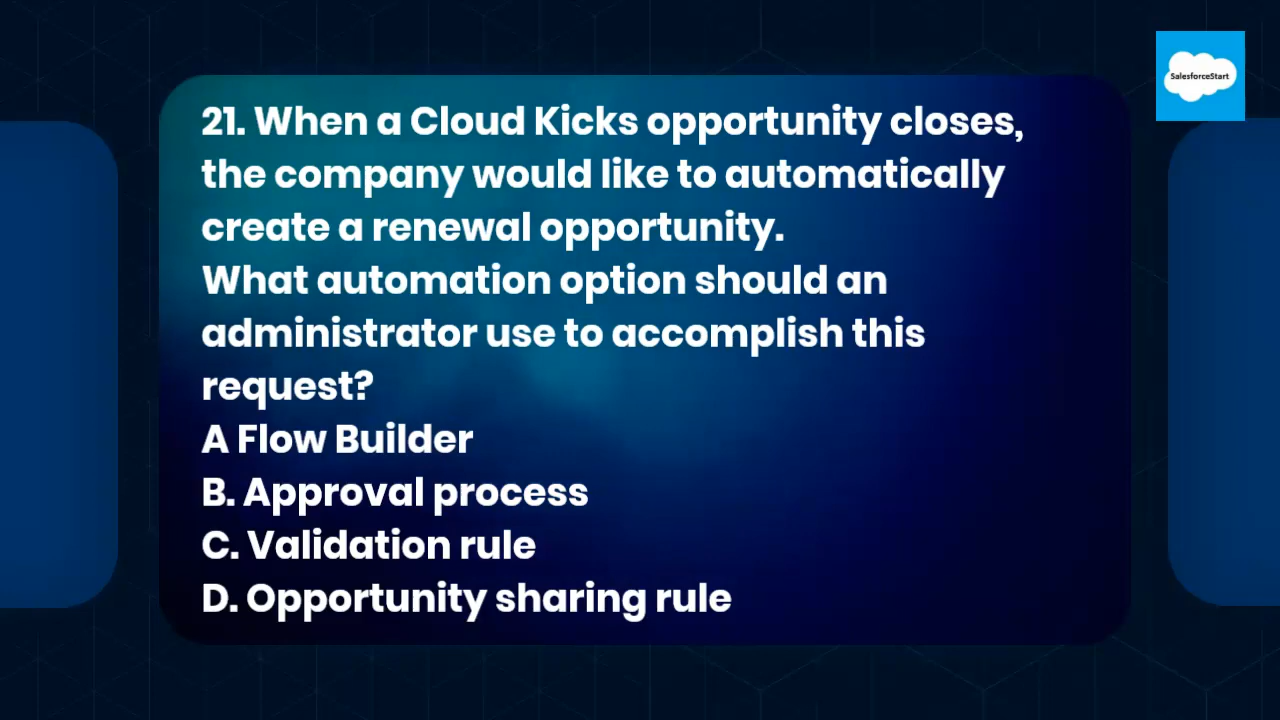 SalesforceStart
21. When a Cloud Kicks opportunity closes,
the company would like to automatically
create a renewal opportunity.
What automation option should an
administrator use to accomplish this
request?
A Flow Builder
B. Approval process
C. Validation rule
D. Opportunity sharing rule